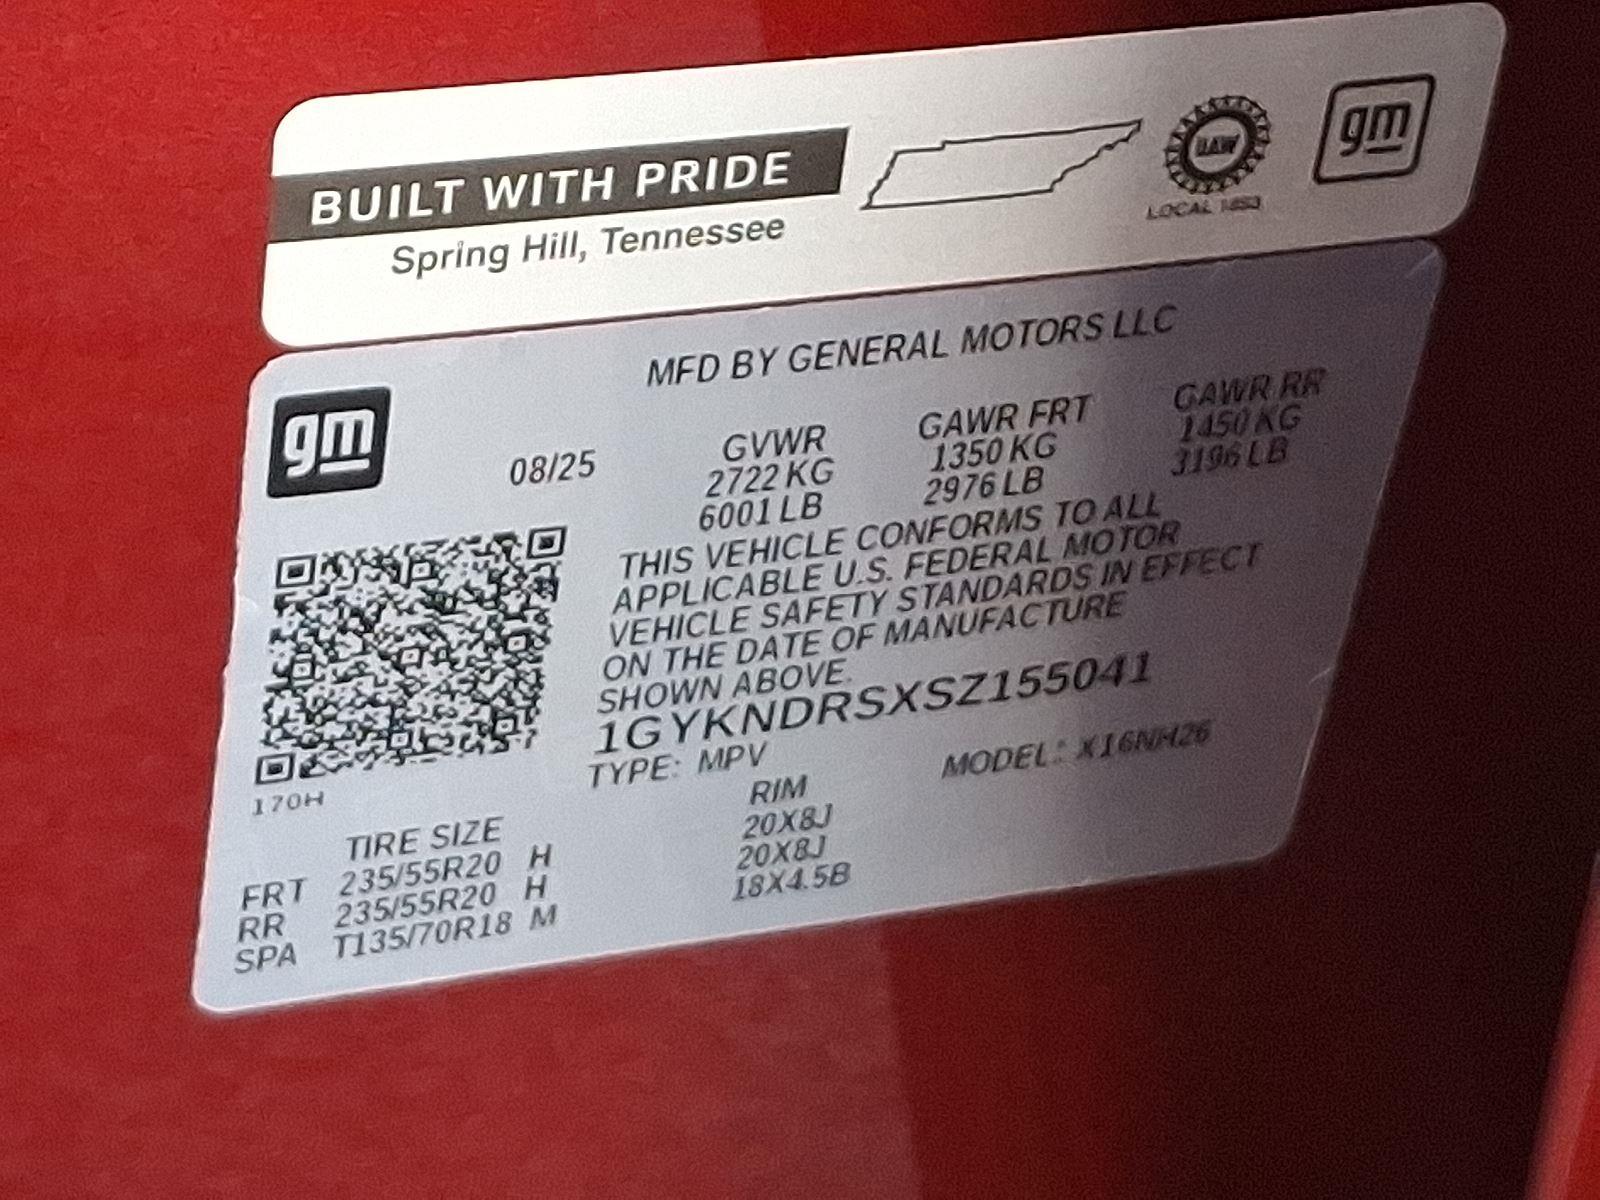 BUILT WITH PRIDE
Spring Hill, Tennessee
UAW
LOCAL 1853
gm
MFD BY GENERAL MOTORS LLC
gm
08/25
GVWR
2722 KG
6001 LB
GAWR FRT
1350 KG
2976 LB
GAWR RR
1450 KG
3196 LB
THIS VEHICLE CONFORMS TO ALL
APPLICABLE U.S. FEDERAL MOTOR
VEHICLE SAFETY STANDARDS IN EFFECT
ON THE DATE OF MANUFACTURE
SHOWN ABOVE.
1GYKNDRSXSZ155041
TYPE: MPV MODEL: X16NH26
170H
TIRE SIZE RIM
FRT 235/55R20 H 20X8J
RR 235/55R20 H 20X8J
SPA T135/70R18 M 18X4.5B